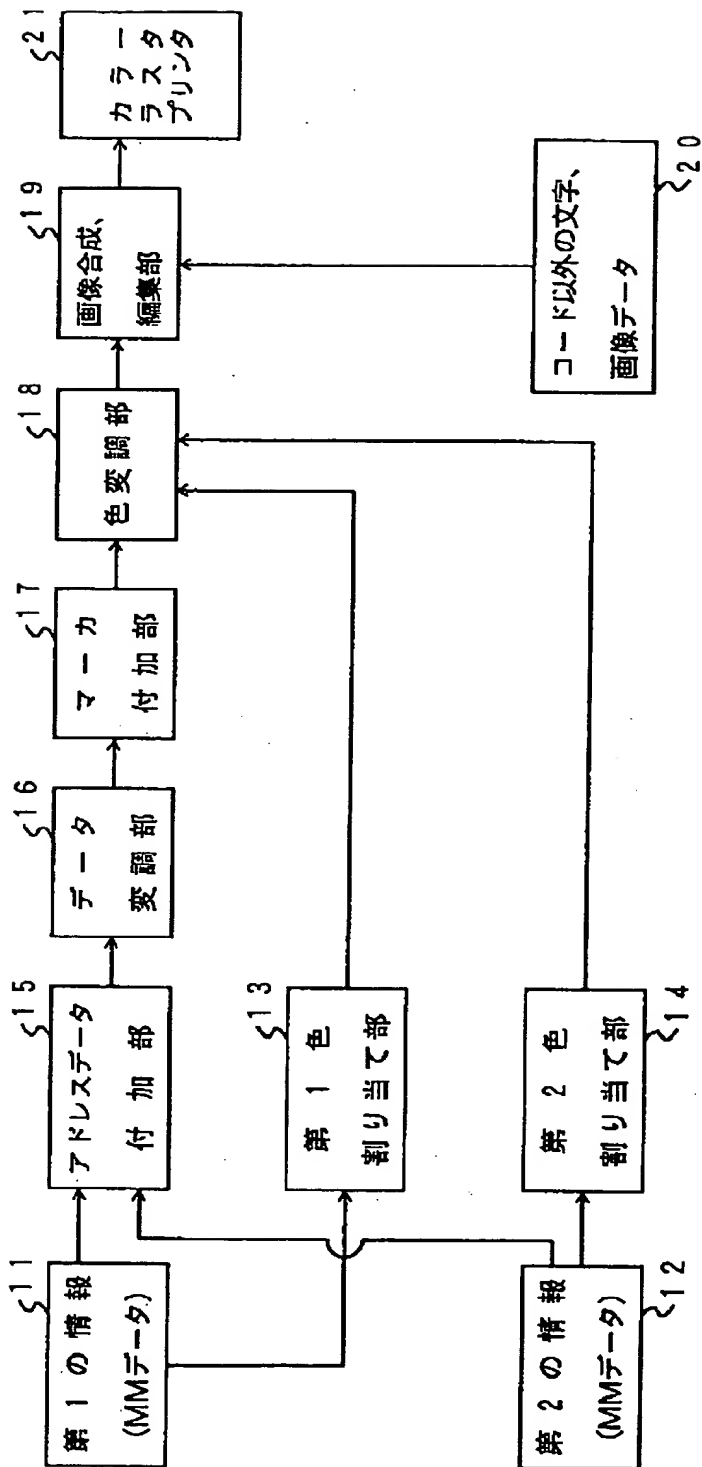 11
第1の情報
(MMデータ)
15
アドレスデータ
付加部
16
データ
変調部
17
マーカ
付加部
18
色変調部
19
画像合成、
編集部
21
カラー
ラスタ
プリンタ
13
第1色
割り当て部
第2の情報
(MMデータ)
12
第2色
割り当て部
14
コード以外の文字、
画像データ
20